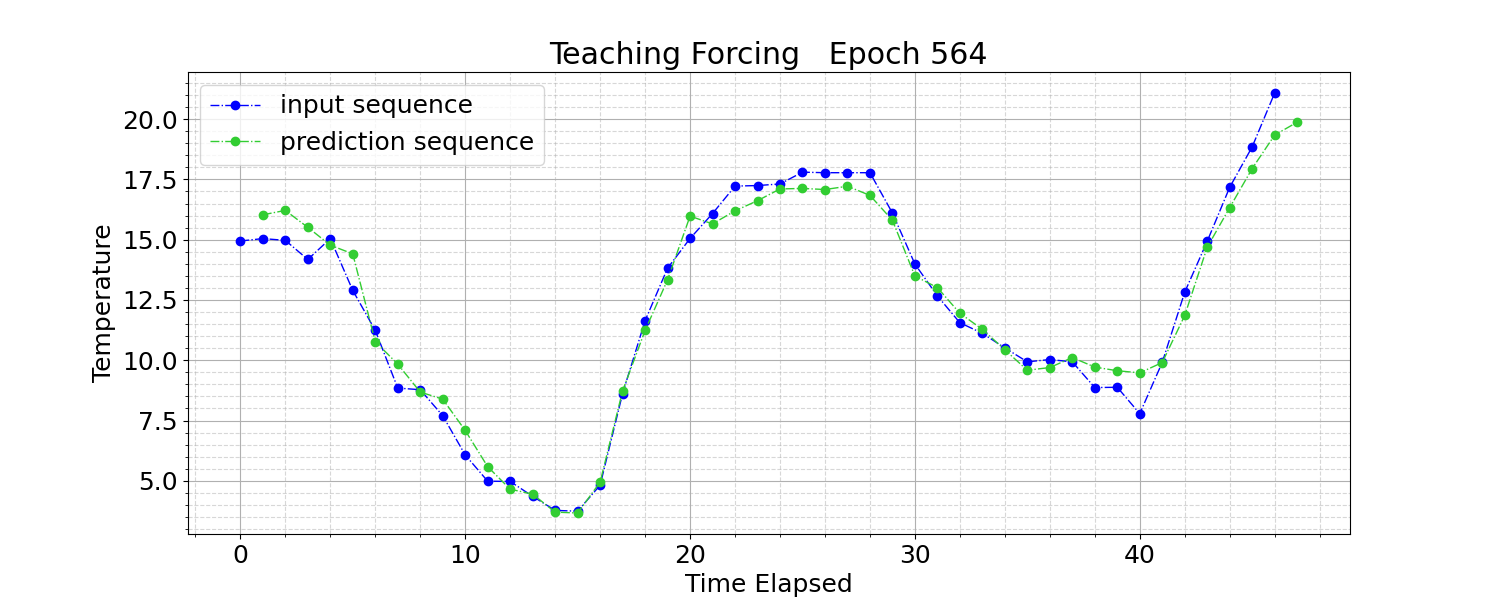 Teaching Forcing   Epoch 564
input sequence
prediction sequence
20.0
17.5
15.0
12.5
10.0
7.5
5.0
Temperature
0 10 20 30 40
Time Elapsed